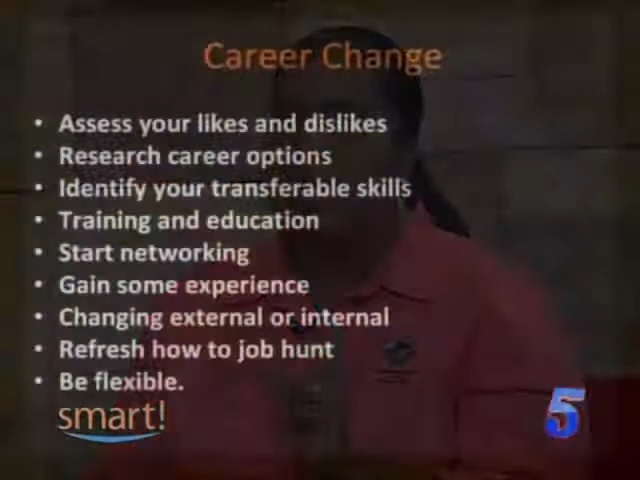 Career Change
• Assess your likes and dislikes
• Research career options
• Identify your transferable skills
• Training and education
• Start networking
• Gain some experience
• Changing external or internal
• Refresh how to job hunt
• Be flexible.
smart!
5